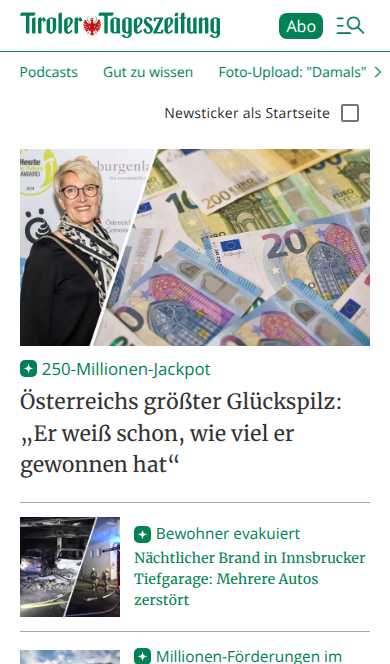 Tiroler Tageszeitung
Abo
Podcasts Gut zu wissen Foto-Upload: "Damals"
Newsticker als Startseite
250-Millionen-Jackpot
Österreichs größter Glückspilz:
„Er weiß schon, wie viel er
gewonnen hat“
Bewohner evakuiert
Nächtlicher Brand in Innsbrucker
Tiefgarage: Mehrere Autos
zerstört
Millionen-Förderungen im